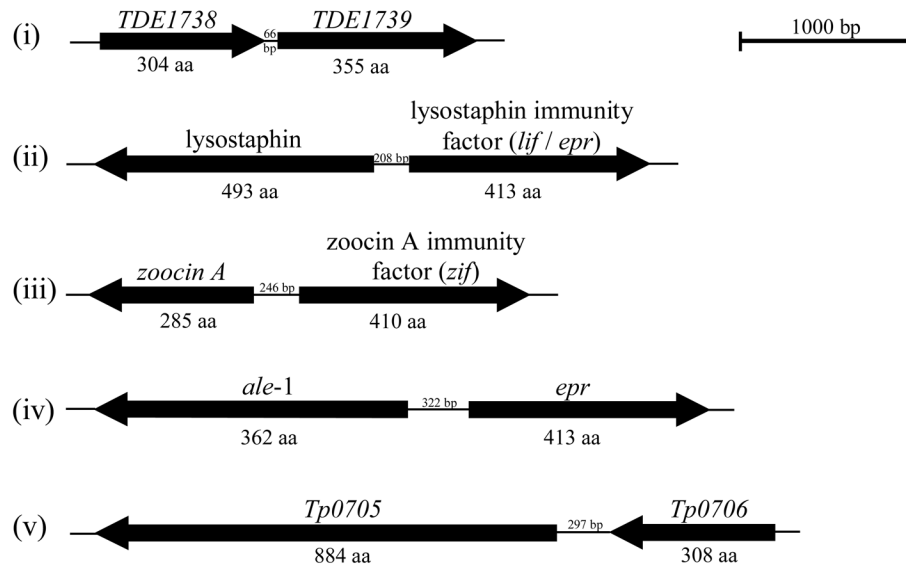 (i)
TDE1738
66
bp
TDE1739
304 aa
355 aa
1000 bp
(ii)
lysostaphin
208 bp
lysostaphin immunity
factor (lif / epr)
493 aa
413 aa
(iii)
zoocin A
246 bp
zoocin A immunity
factor (zif)
285 aa
410 aa
(iv)
ale-1
322 bp
epr
362 aa
413 aa
(v)
Tp0705
297 bp
Tp0706
884 aa
308 aa